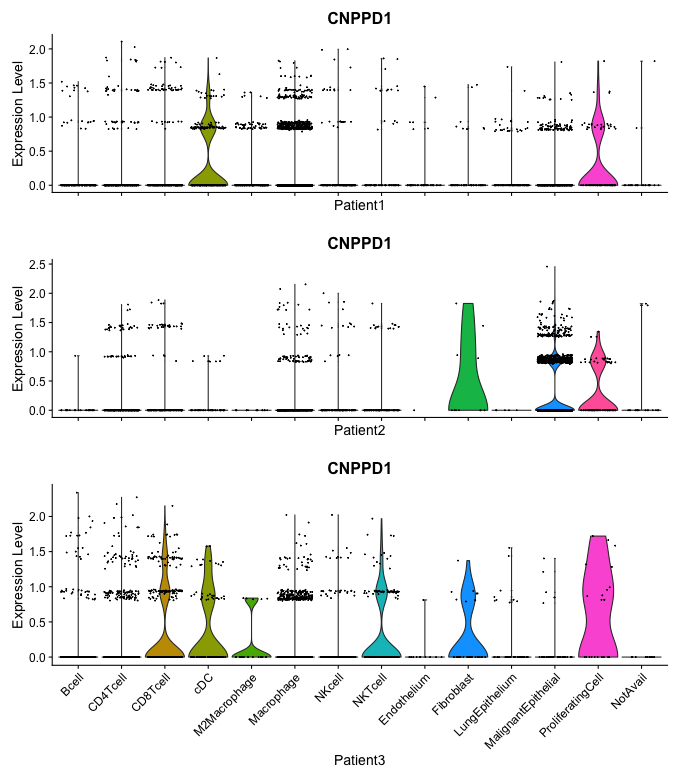 CNPPD1
Expression Level
2.0
1.5
1.0
0.5
0.0
Patient1
CNPPD1
Expression Level
2.5
2.0
1.5
1.0
0.5
0.0
Patient2
CNPPD1
Expression Level
2.0
1.5
1.0
0.5
0.0
Bcell
CD4Tcell
CD8Tcell
cDC
M2Macrophage
Macrophage
NKcell
NKTcell
Endothelium
Fibroblast
LungEpithelium
MalignantEpithelial
ProliferatingCell
NotAvail
Patient3